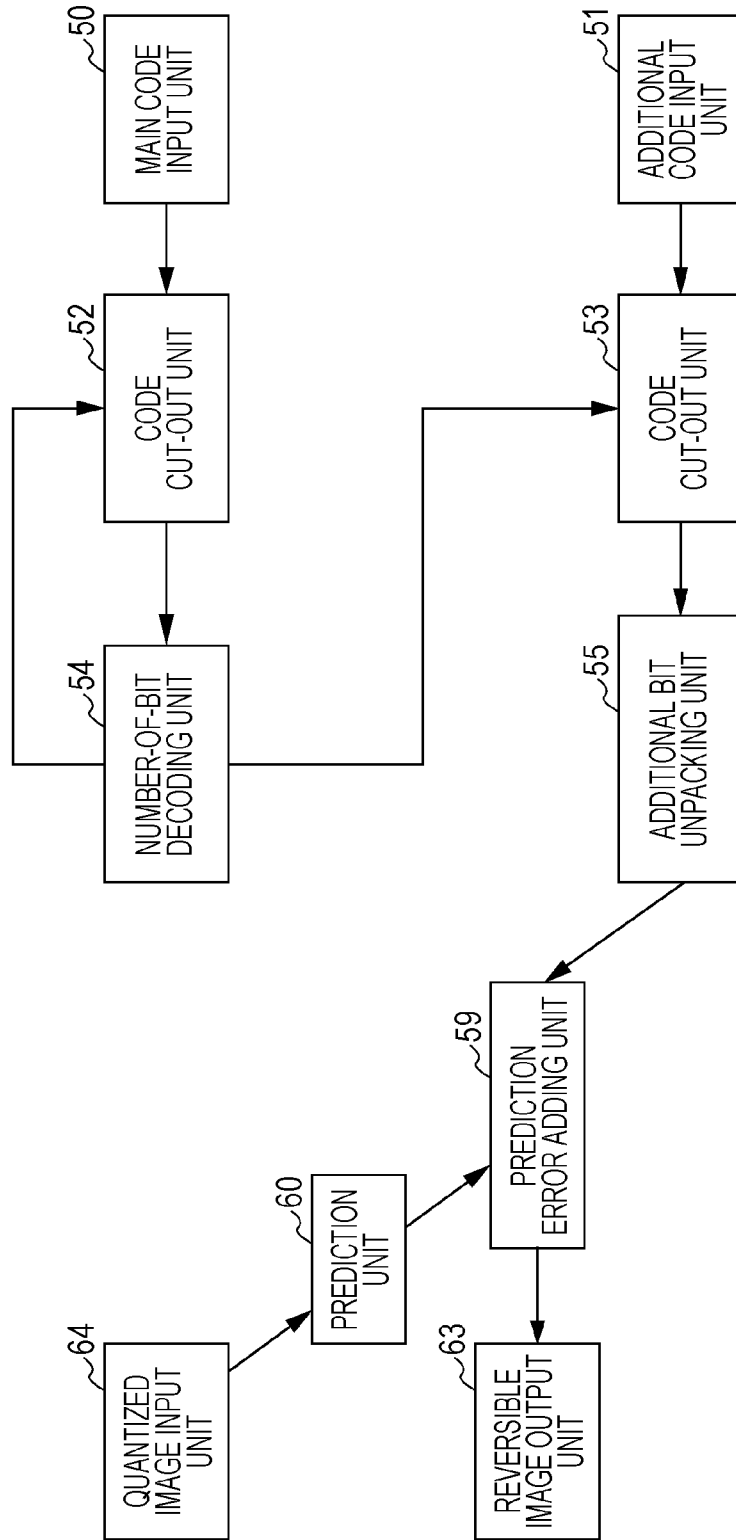 50
MAIN CODE
INPUT UNIT
52
CODE
CUT-OUT UNIT
54
NUMBER-OF-BIT
DECODING UNIT
51
ADDITIONAL
CODE INPUT
UNIT
53
CODE
CUT-OUT UNIT
55
ADDITIONAL BIT
UNPACKING UNIT
59
PREDICTION
ERROR ADDING UNIT
60
PREDICTION
UNIT
64
QUANTIZED
IMAGE INPUT
UNIT
63
REVERSIBLE
IMAGE OUTPUT
UNIT